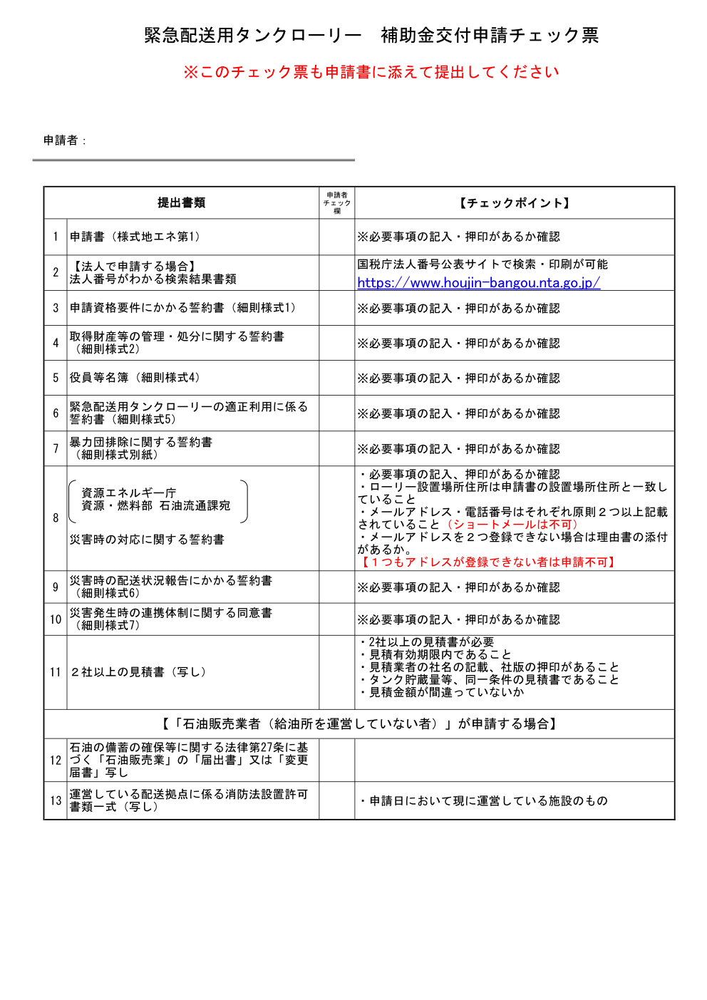 緊急配送用タンクローリー　補助金交付申請チェック票
※このチェック票も申請書に添えて提出してください
申請者：
提出書類
申請者
チェック
欄
【チェックポイント】
1 申請書（様式地エネ第1） ※必要事項の記入・押印があるか確認
2 【法人で申請する場合】
法人番号がわかる検索結果書類
国税庁法人番号公表サイトで検索・印刷が可能
https://www.houjin-bangou.nta.go.jp/
3 申請資格要件にかかる誓約書（細則様式1） ※必要事項の記入・押印があるか確認
4 取得財産等の管理・処分に関する誓約書
（細則様式2）
※必要事項の記入・押印があるか確認
5 役員等名簿（細則様式4） ※必要事項の記入・押印があるか確認
6 緊急配送用タンクローリーの適正利用に係る
誓約書（細則様式5）
※必要事項の記入・押印があるか確認
7 暴力団排除に関する誓約書
（細則様式別紙）
※必要事項の記入・押印があるか確認
8
資源エネルギー庁
資源・燃料部 石油流通課宛
災害時の対応に関する誓約書
・必要事項の記入、押印があるか確認
・ローリー設置場所住所は申請書の設置場所住所と一致し
ていること
・メールアドレス・電話番号はそれぞれ原則２つ以上記載
されていること（ショートメールは不可）
・メールアドレスを２つ登録できない場合は理由書の添付
があるか。
【１つもアドレスが登録できない者は申請不可】
9 災害時の配送状況報告にかかる誓約書
（細則様式6）
※必要事項の記入・押印があるか確認
10 災害発生時の連携体制に関する同意書
（細則様式7）
※必要事項の記入・押印があるか確認
11 ２社以上の見積書（写し）
・2社以上の見積書が必要
・見積有効期限内であること
・見積業者の社名の記載、社版の押印があること
・タンク貯蔵量等、同一条件の見積書であること
・見積金額が間違っていないか
【「石油販売業者（給油所を運営していない者）」が申請する場合】
12 石油の備蓄の確保等に関する法律第27条に基
づく「石油販売業」の「届出書」又は「変更
届書」写し
13 運営している配送拠点に係る消防法設置許可
書類一式（写し）
・申請日において現に運営している施設のもの